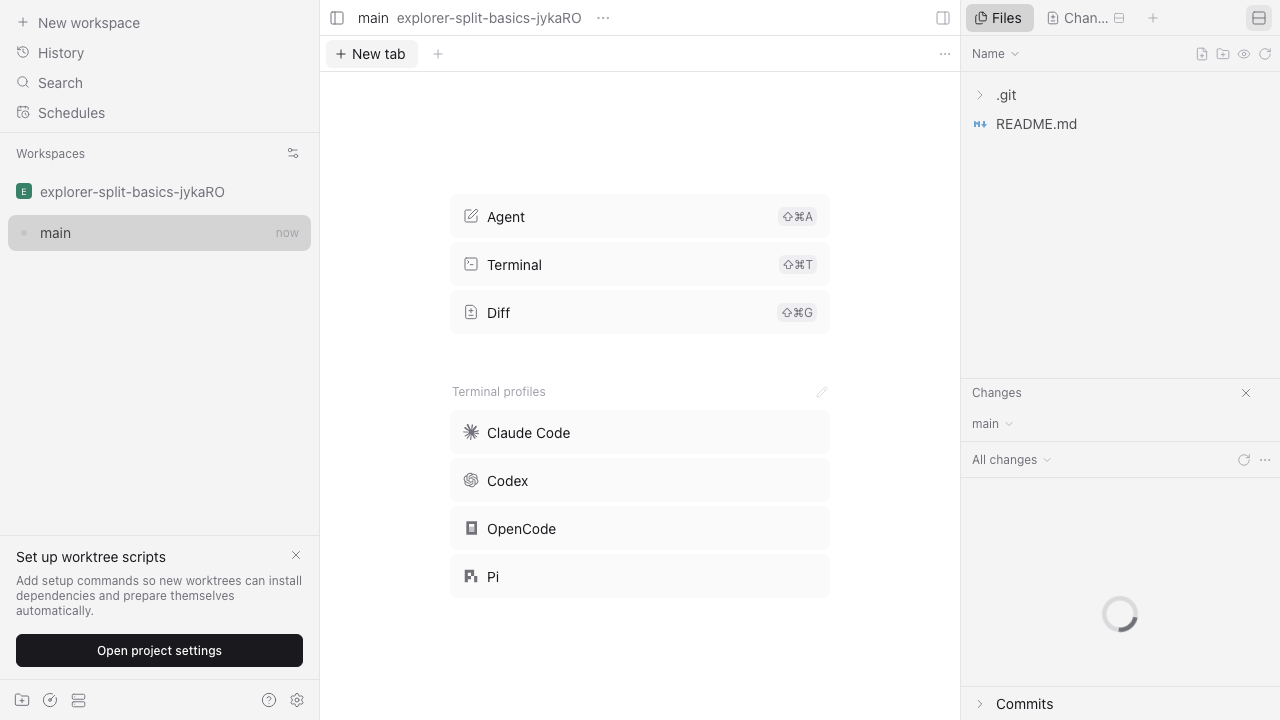 New workspace
History
Search
Schedules
Workspaces
E
explorer-split-basics-jykaRO
main
now
Set up worktree scripts
Add setup commands so new worktrees can install
dependencies and prepare themselves
automatically.
Open project settings
main explorer-split-basics-jykaRO
New tab
Agent
⇧⌘A
Terminal
⇧⌘T
Diff
⇧⌘G
Terminal profiles
Claude Code
Codex
OpenCode
Pi
Files
Chan...
Name
.git
README.md
Changes
main
All changes
Commits